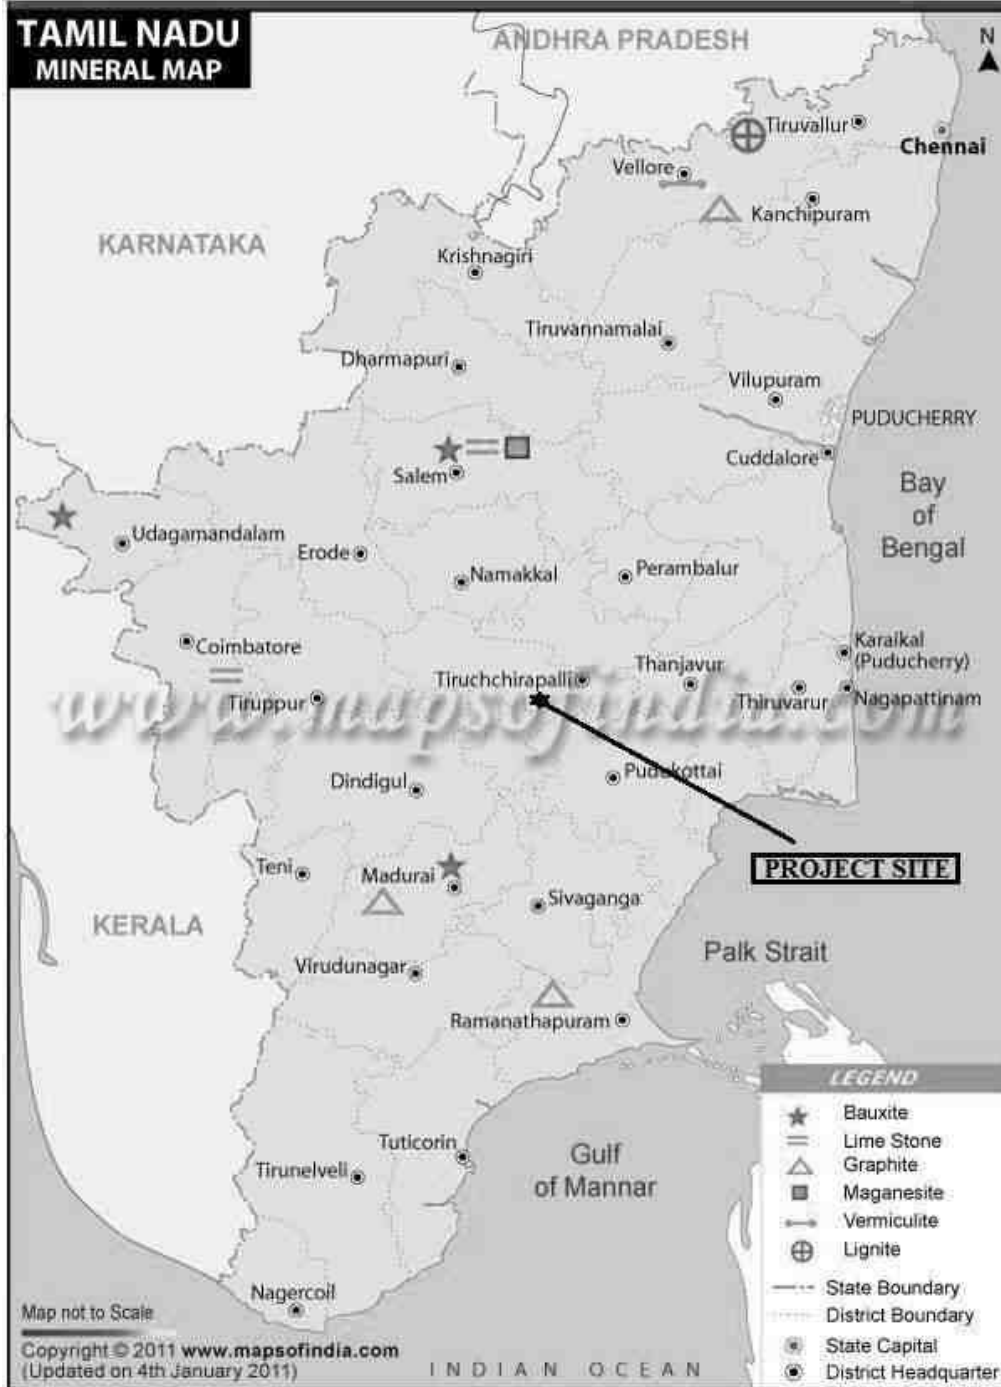 TAMIL NADU
MINERAL MAP
ANDHRA PRADESH
N
Tiruvallur
Chennai
Vellore
Kanchipuram
KARNATAKA
Krishnagiri
Tiruvannamalai
Dharmapuri
Vilupuram
PUDUCHERRY
Cuddalore
Salem
Bay
of
Bengal
Udagamandalam
Erode
Namakkal
Perambalur
Coimbatore
Karaikal
(Puducherry)
Thanjavur
Tiruchchirapalli
Tiruppur
Thiruvarur
Nagapattinam
www.mapsofindia.com
Dindigul
Pudukottai
PROJECT SITE
Teni
Madurai
Sivaganga
KERALA
Palk Strait
Virudunagar
Ramanathapuram
LEGEND
Bauxite
Lime Stone
Graphite
Maganesite
Vermiculite
Lignite
State Boundary
District Boundary
State Capital
District Headquarter
Tuticorin
Tirunelveli
Gulf
of Mannar
Nagercoil
Map not to Scale
Copyright © 2011 www.mapsofindia.com
(Updated on 4th January 2011)
INDIAN OCEAN